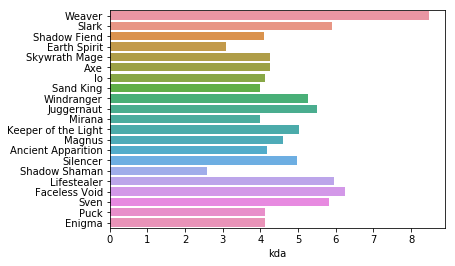 Weaver
Slark
Shadow Fiend
Earth Spirit
Skywrath Mage
Axe
Io
Sand King
Windranger
Juggernaut
Mirana
Keeper of the Light
Magnus
Ancient Apparition
Silencer
Shadow Shaman
Lifestealer
Faceless Void
Sven
Puck
Enigma
0 1 2 3 4 5 6 7 8
kda